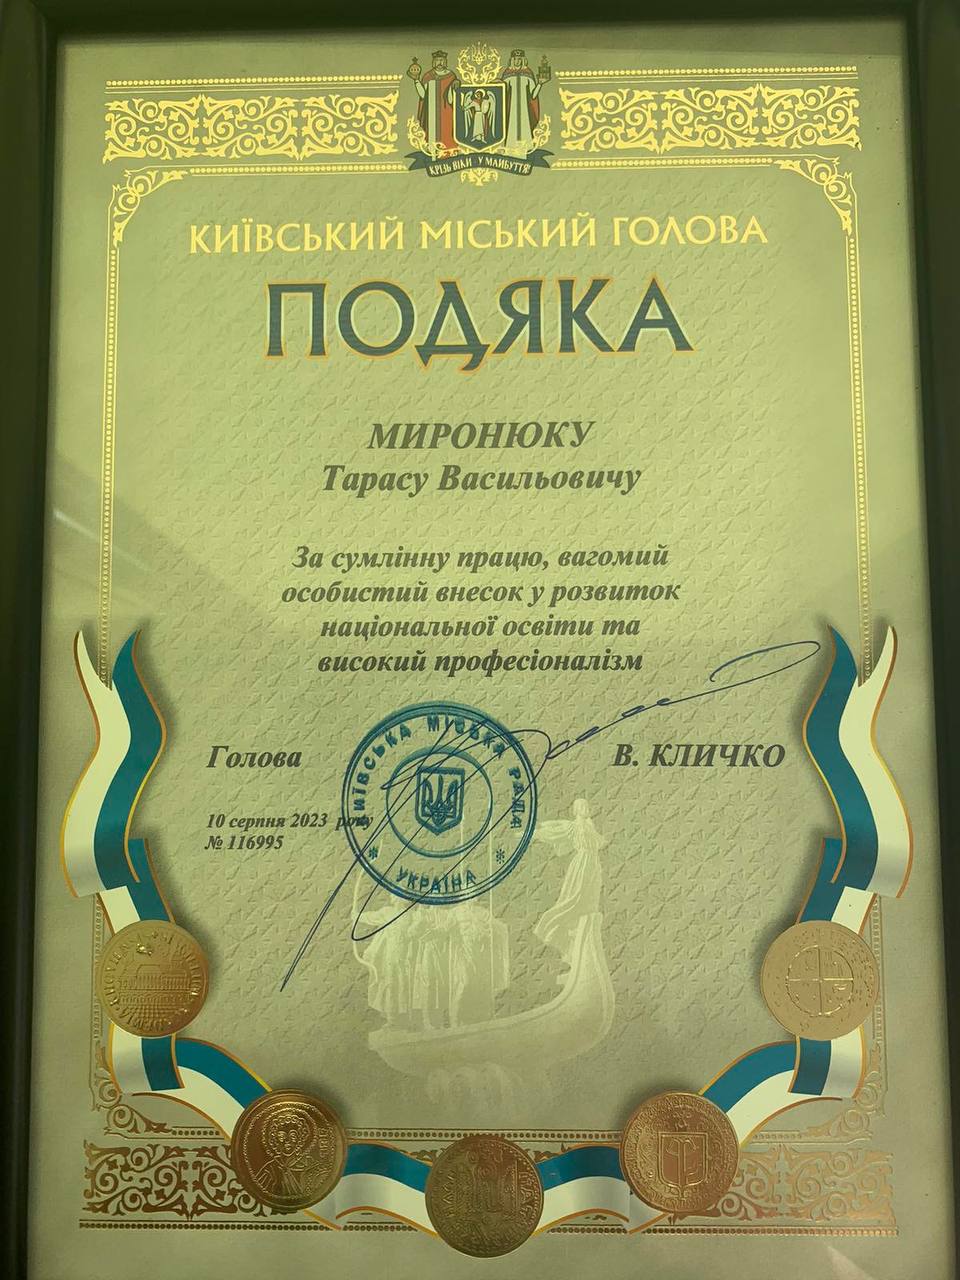 КРІЗЬ ВІКИ У МАЙБУТТЯ
КИЇВСЬКИЙ МІСЬКИЙ ГОЛОВА
ПОДЯКА
МИРОНЮКУ
Тарасу Васильовичу
За сумлінну працю, вагомий
особистий внесок у розвиток
національної освіти та
високий професіоналізм
Голова
В. КЛИЧКО
10 серпня 2023 року
№ 116995
КИЇВСЬКА МІСЬКА РАДА
УКРАЇНА